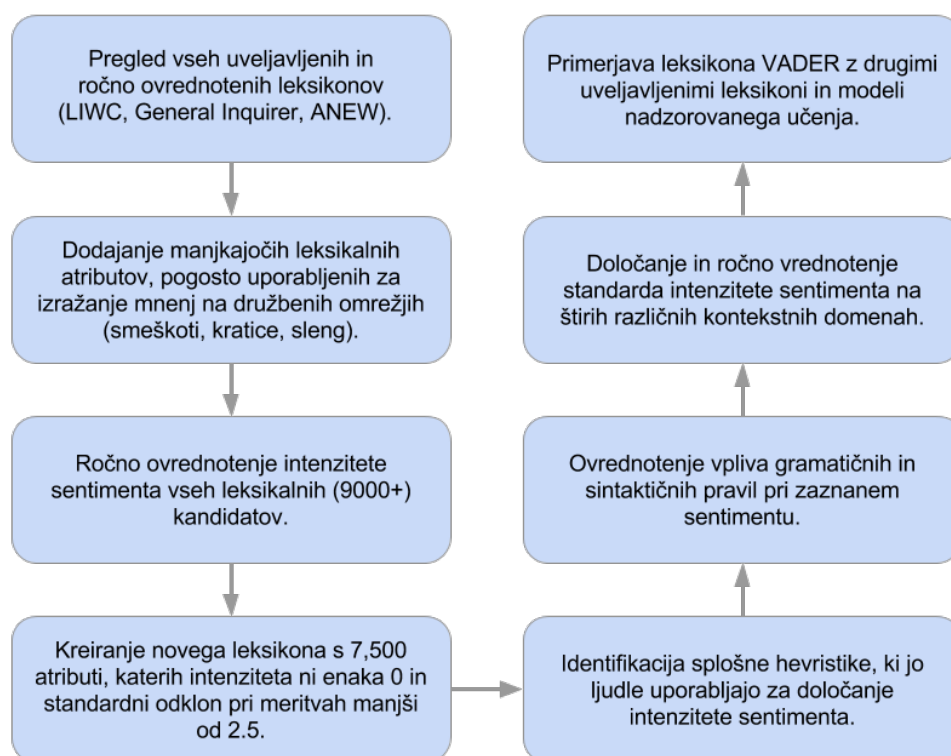 Pregled vseh uveljavljenih in
ročno ovrednotenih leksikonov
(LIWC, General Inquirer, ANEW).
Dodajanje manjkajočih leksikalnih
atributov, pogosto uporabljenih za
izražanje mnenj na družbenih omrežjih
(smeškoti, kratice, sleng).
Ročno ovrednotenje intenzitete
sentimenta vseh leksikalnih (9000+)
kandidatov.
Kreiranje novega leksikona s 7,500
atributi, katerih intenziteta ni enaka 0 in
standardni odklon pri meritvah manjši
od 2.5.
Identifikacija splošne hevristike, ki jo
ljudle uporabljajo za določanje
intenzitete sentimenta.
Ovrednotenje vpliva gramatičnih in
sintaktičnih pravil pri zaznanem
sentimentu.
Določanje in ročno vrednotenje
standarda intenzitete sentimenta na
štirih različnih kontekstnih domenah.
Primerjava leksikona VADER z drugimi
uveljavljenimi leksikoni in modeli
nadzorovanega učenja.